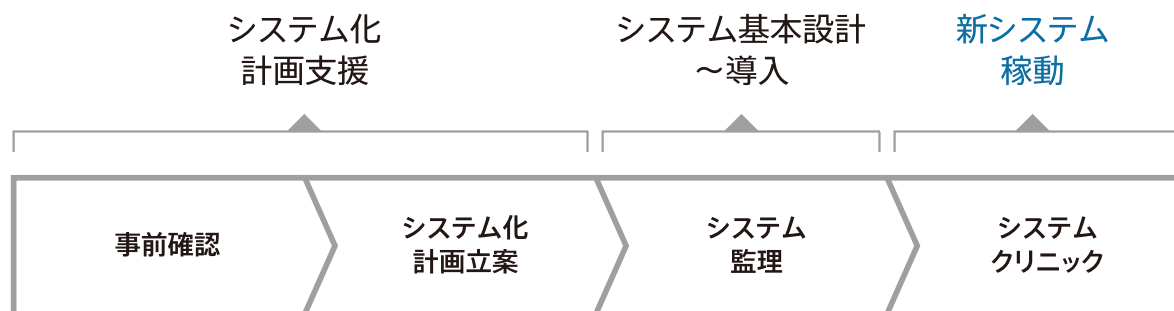 システム化
計画支援
システム基本設計
～導入
新システム
稼動
事前確認
システム化
計画立案
システム
監理
システム
クリニック